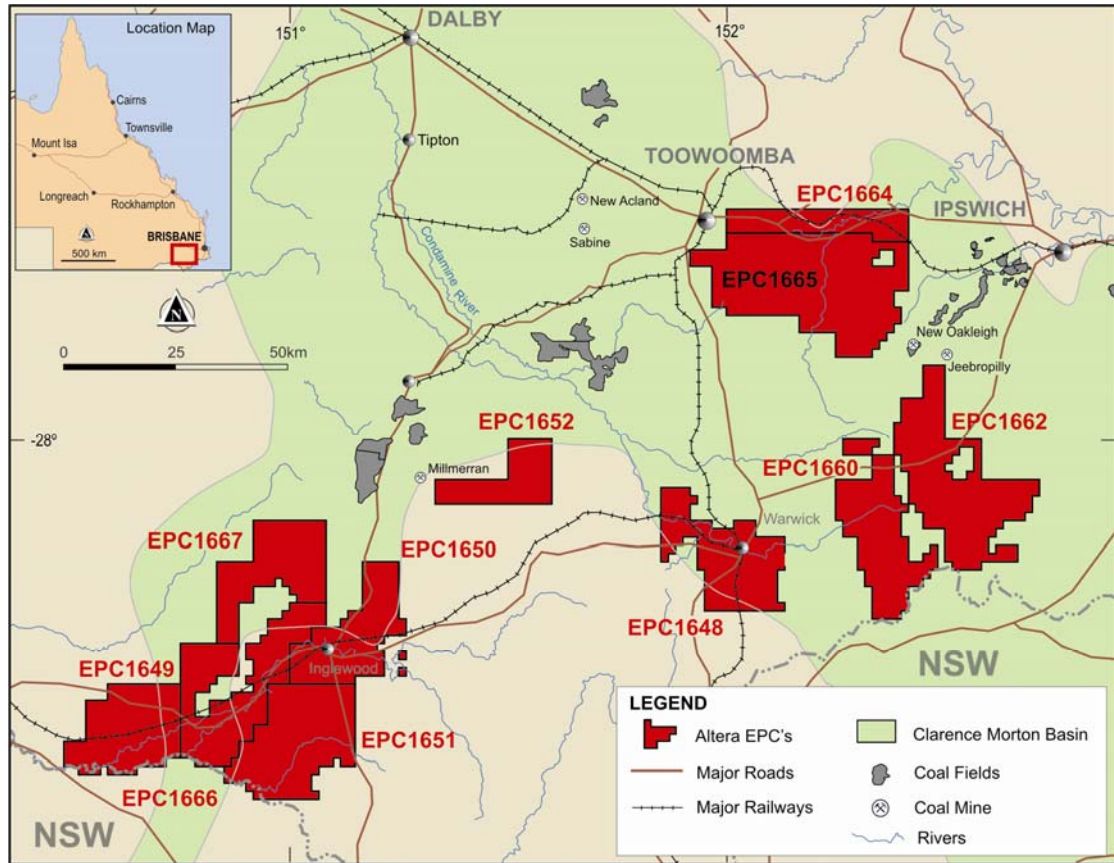 Location Map
Cairns
Townsville
Mount Isa
Longreach
Rockhampton
BRISBANE
500 km
N
0 25 50km
151°
152°
-28°
DALBY
Tipton
TOOWOOMBA
New Acland
Sabine
Condamine River
EPC1664
IPSWICH
EPC1665
New Oakleigh
Jeebropilly
EPC1652
EPC1662
Millmerran
EPC1660
Warwick
EPC1667
EPC1650
EPC1648
EPC1649
Inglewood
EPC1651
EPC1666
NSW
NSW
LEGEND
Altera EPC's
Clarence Morton Basin
Major Roads
Coal Fields
Major Railways
Coal Mine
Rivers